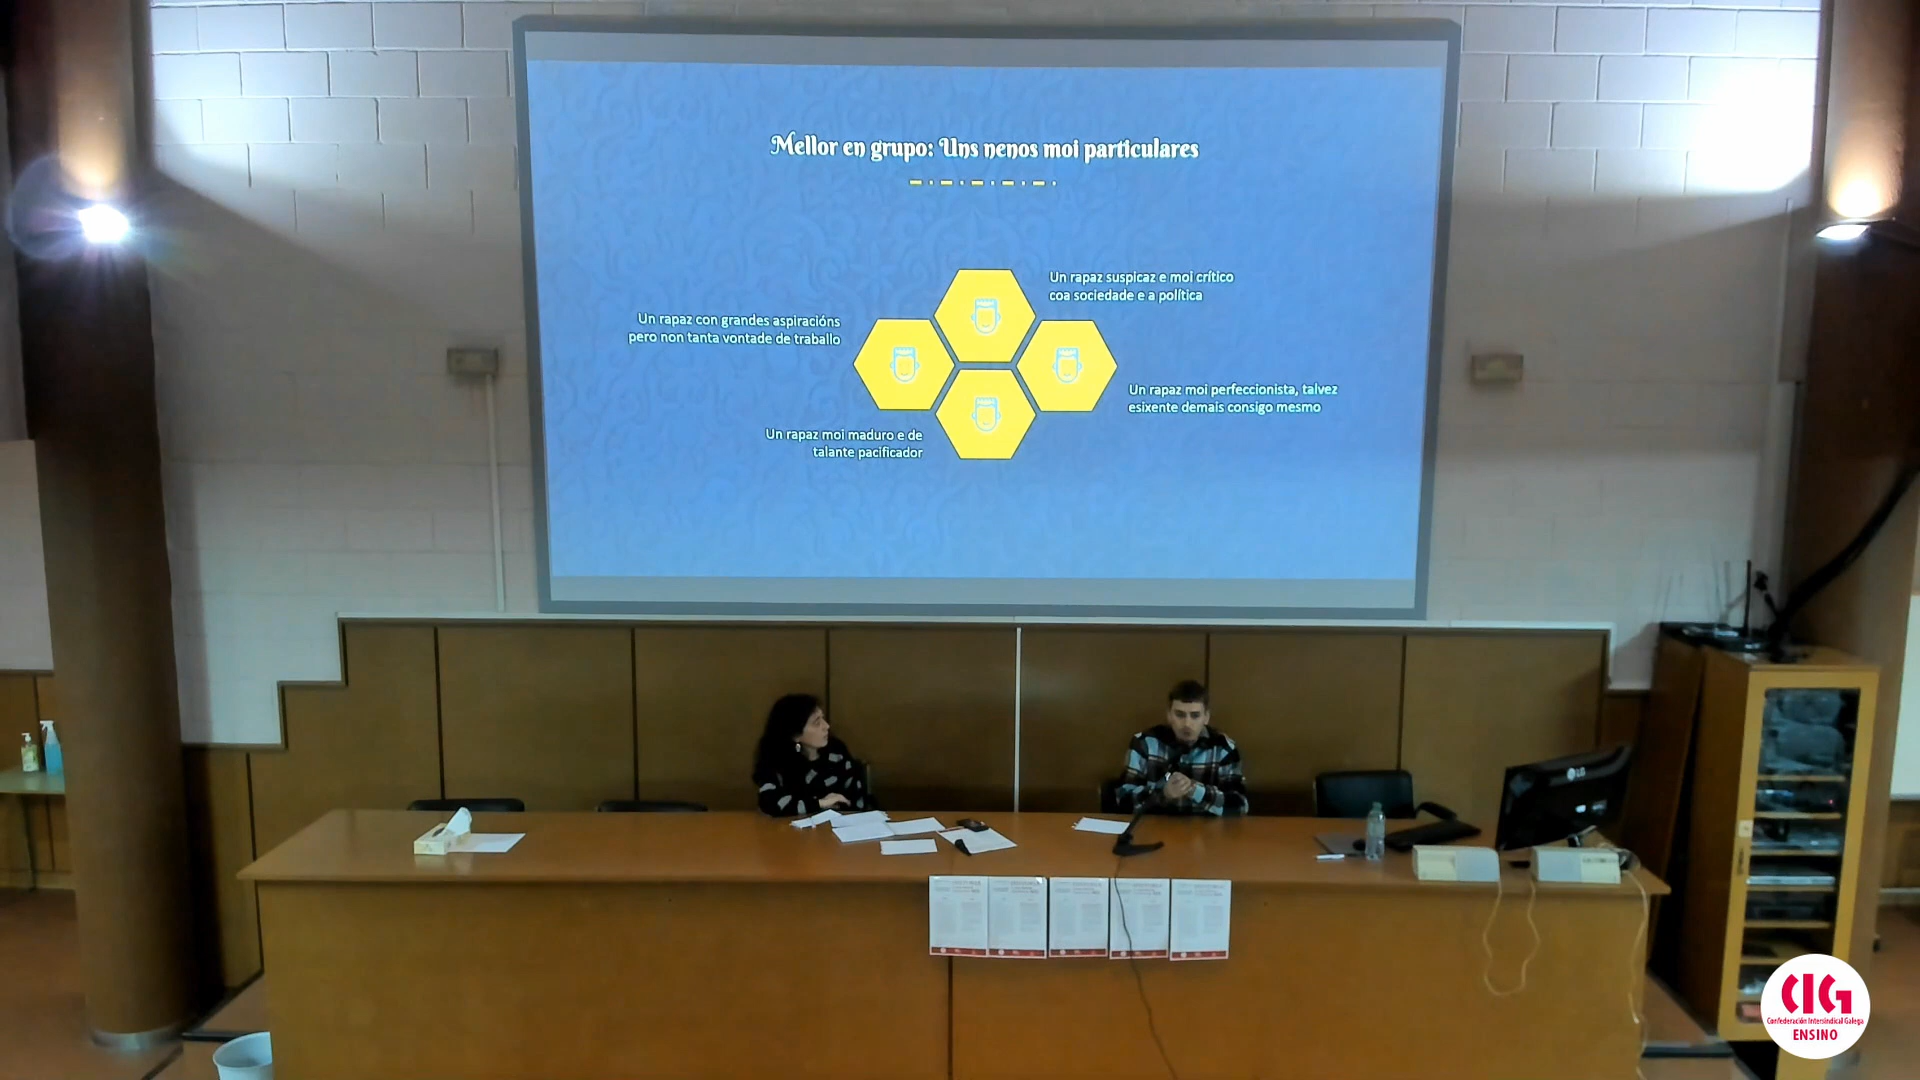 Mellor en grupo: Uns nenos moi particulares
Un rapaz suspicaz e moi crítico
coa sociedade e a política
Un rapaz con grandes aspiracións
pero non tanta vontade de traballo
Un rapaz moi perfeccionista, talvez
esixente demais consigo mesmo
Un rapaz moi maduro e de
talante pacificador
LG
CIG
Confederación Intersindical Galega
ENSINO